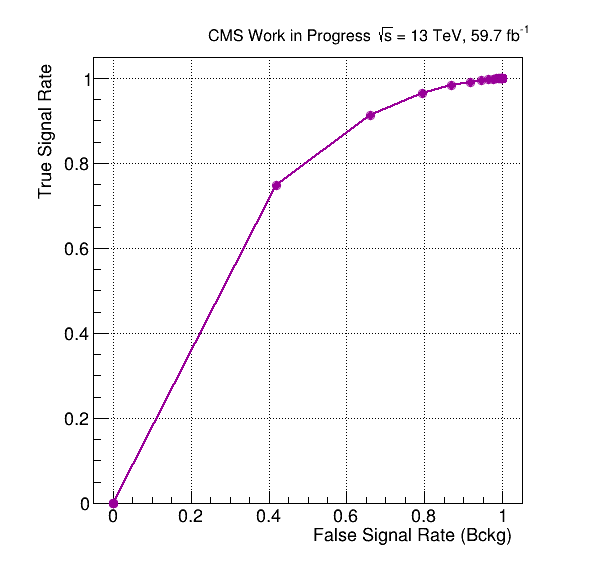 CMS Work in Progress √s = 13 TeV, 59.7 fb⁻¹
True Signal Rate
1
0.8
0.6
0.4
0.2
0
0 0.2 0.4 0.6 0.8 1
False Signal Rate (Bckg)